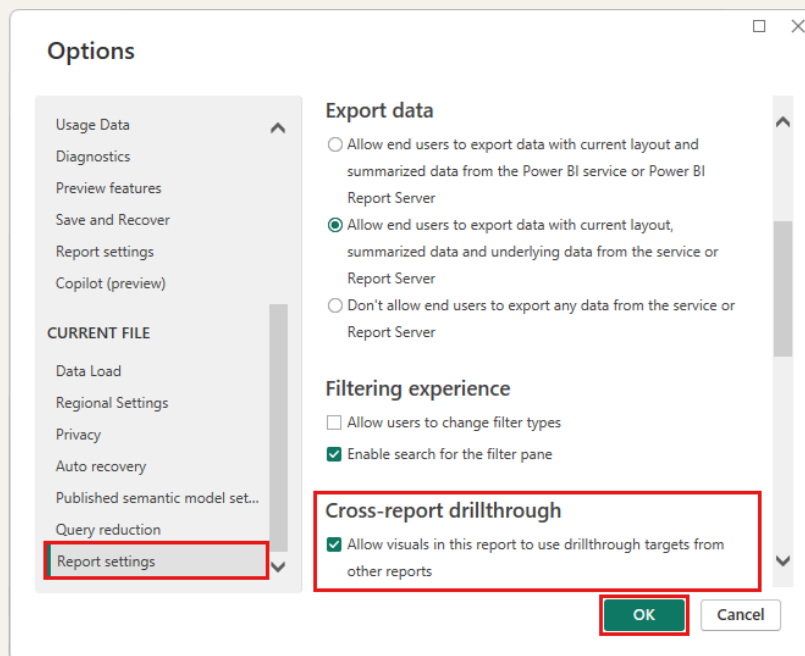 Options
Usage Data
Diagnostics
Preview features
Save and Recover
Report settings
Copilot (preview)
CURRENT FILE
Data Load
Regional Settings
Privacy
Auto recovery
Published semantic model set...
Query reduction
Report settings
Export data
Allow end users to export data with current layout and
summarized data from the Power BI service or Power BI
Report Server
Allow end users to export data with current layout,
summarized data and underlying data from the service or
Report Server
Don't allow end users to export any data from the service or
Report Server
Filtering experience
Allow users to change filter types
Enable search for the filter pane
Cross-report drillthrough
Allow visuals in this report to use drillthrough targets from
other reports
OK
Cancel